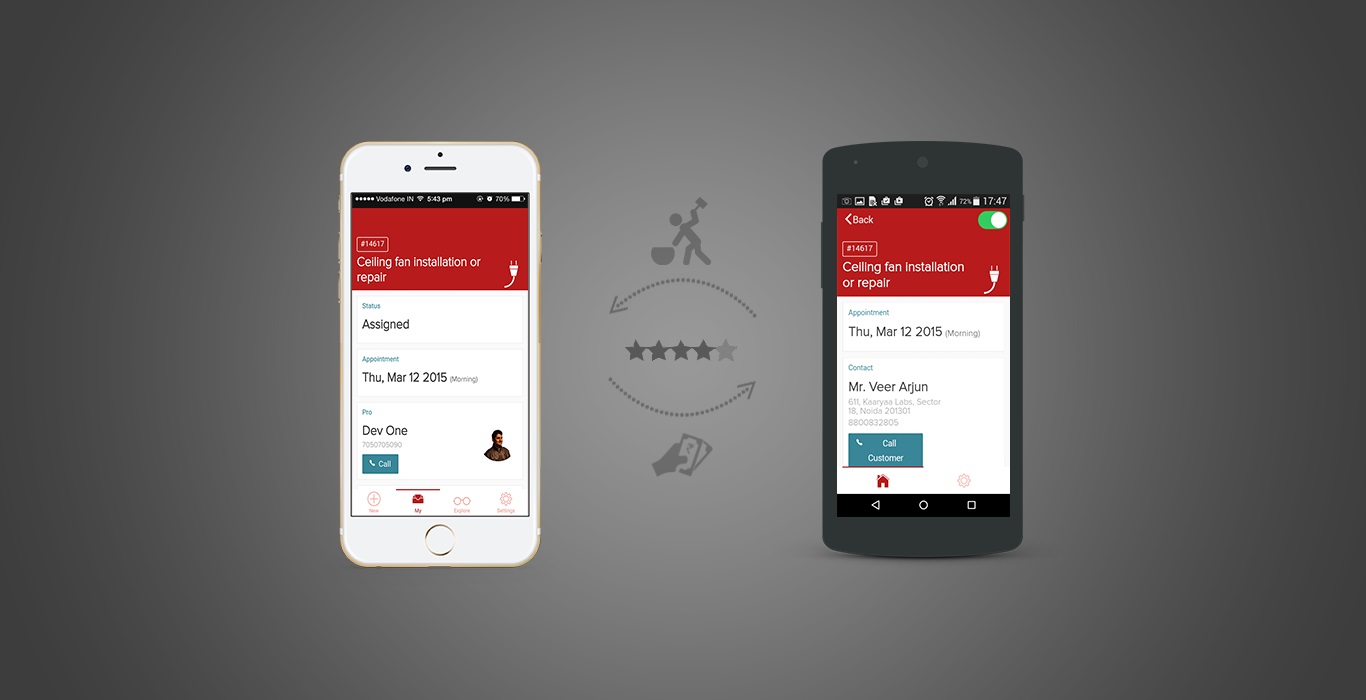 Vodafone IN 5:43 pm 70%
#14617
Ceiling fan installation or
repair
Status
Assigned
Appointment
Thu, Mar 12 2015 (Morning)
Pro
Dev One
7050705090
Call
New My Explore Settings
72% 17:47
Back
#14617
Ceiling fan installation
or repair
Appointment
Thu, Mar 12 2015 (Morning)
Contact
Mr. Veer Arjun
611, Kaaryaa Labs, Sector
18, Noida 201301
8800832805
Call
Customer